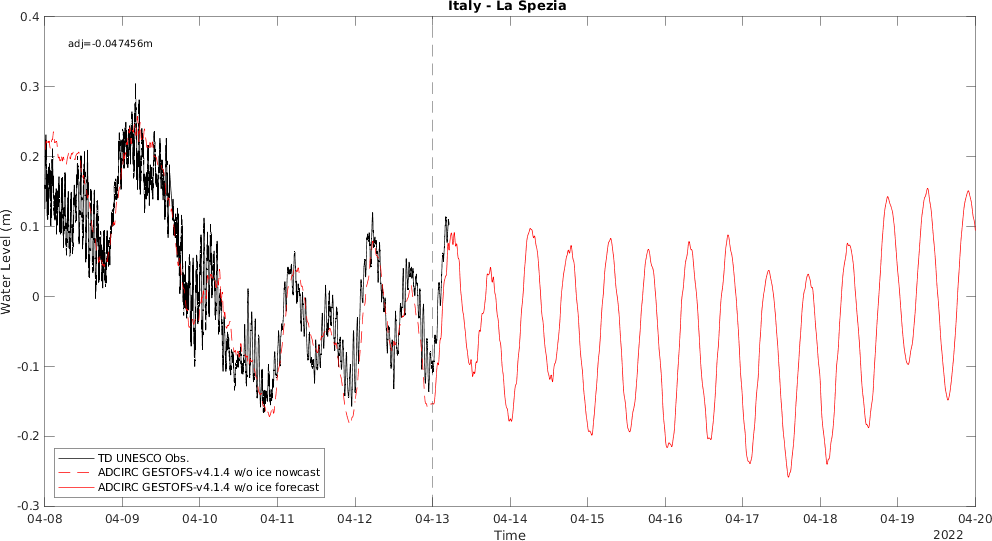 Italy - La Spezia
adj=-0.047456m
Water Level (m)
0.4
0.3
0.2
0.1
0
-0.1
-0.2
-0.3
TD UNESCO Obs.
ADCIRC GESTOFS-v4.1.4 w/o ice nowcast
ADCIRC GESTOFS-v4.1.4 w/o ice forecast
04-08 04-09 04-10 04-11 04-12 04-13 04-14 04-15 04-16 04-17 04-18 04-19 04-20
Time
2022